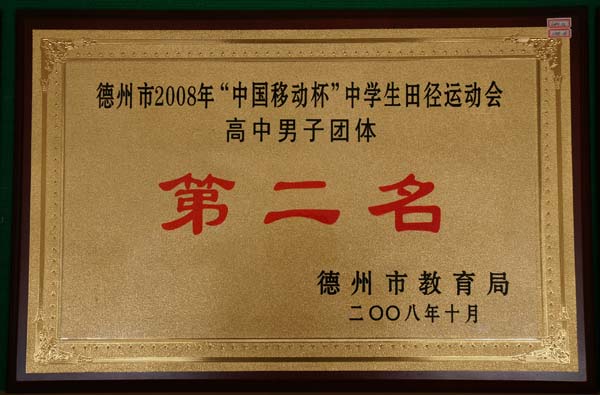 德州市2008年“中国移动杯”中学生田径运动会
高中男子团体
第二名
德州市教育局
二〇〇八年十月